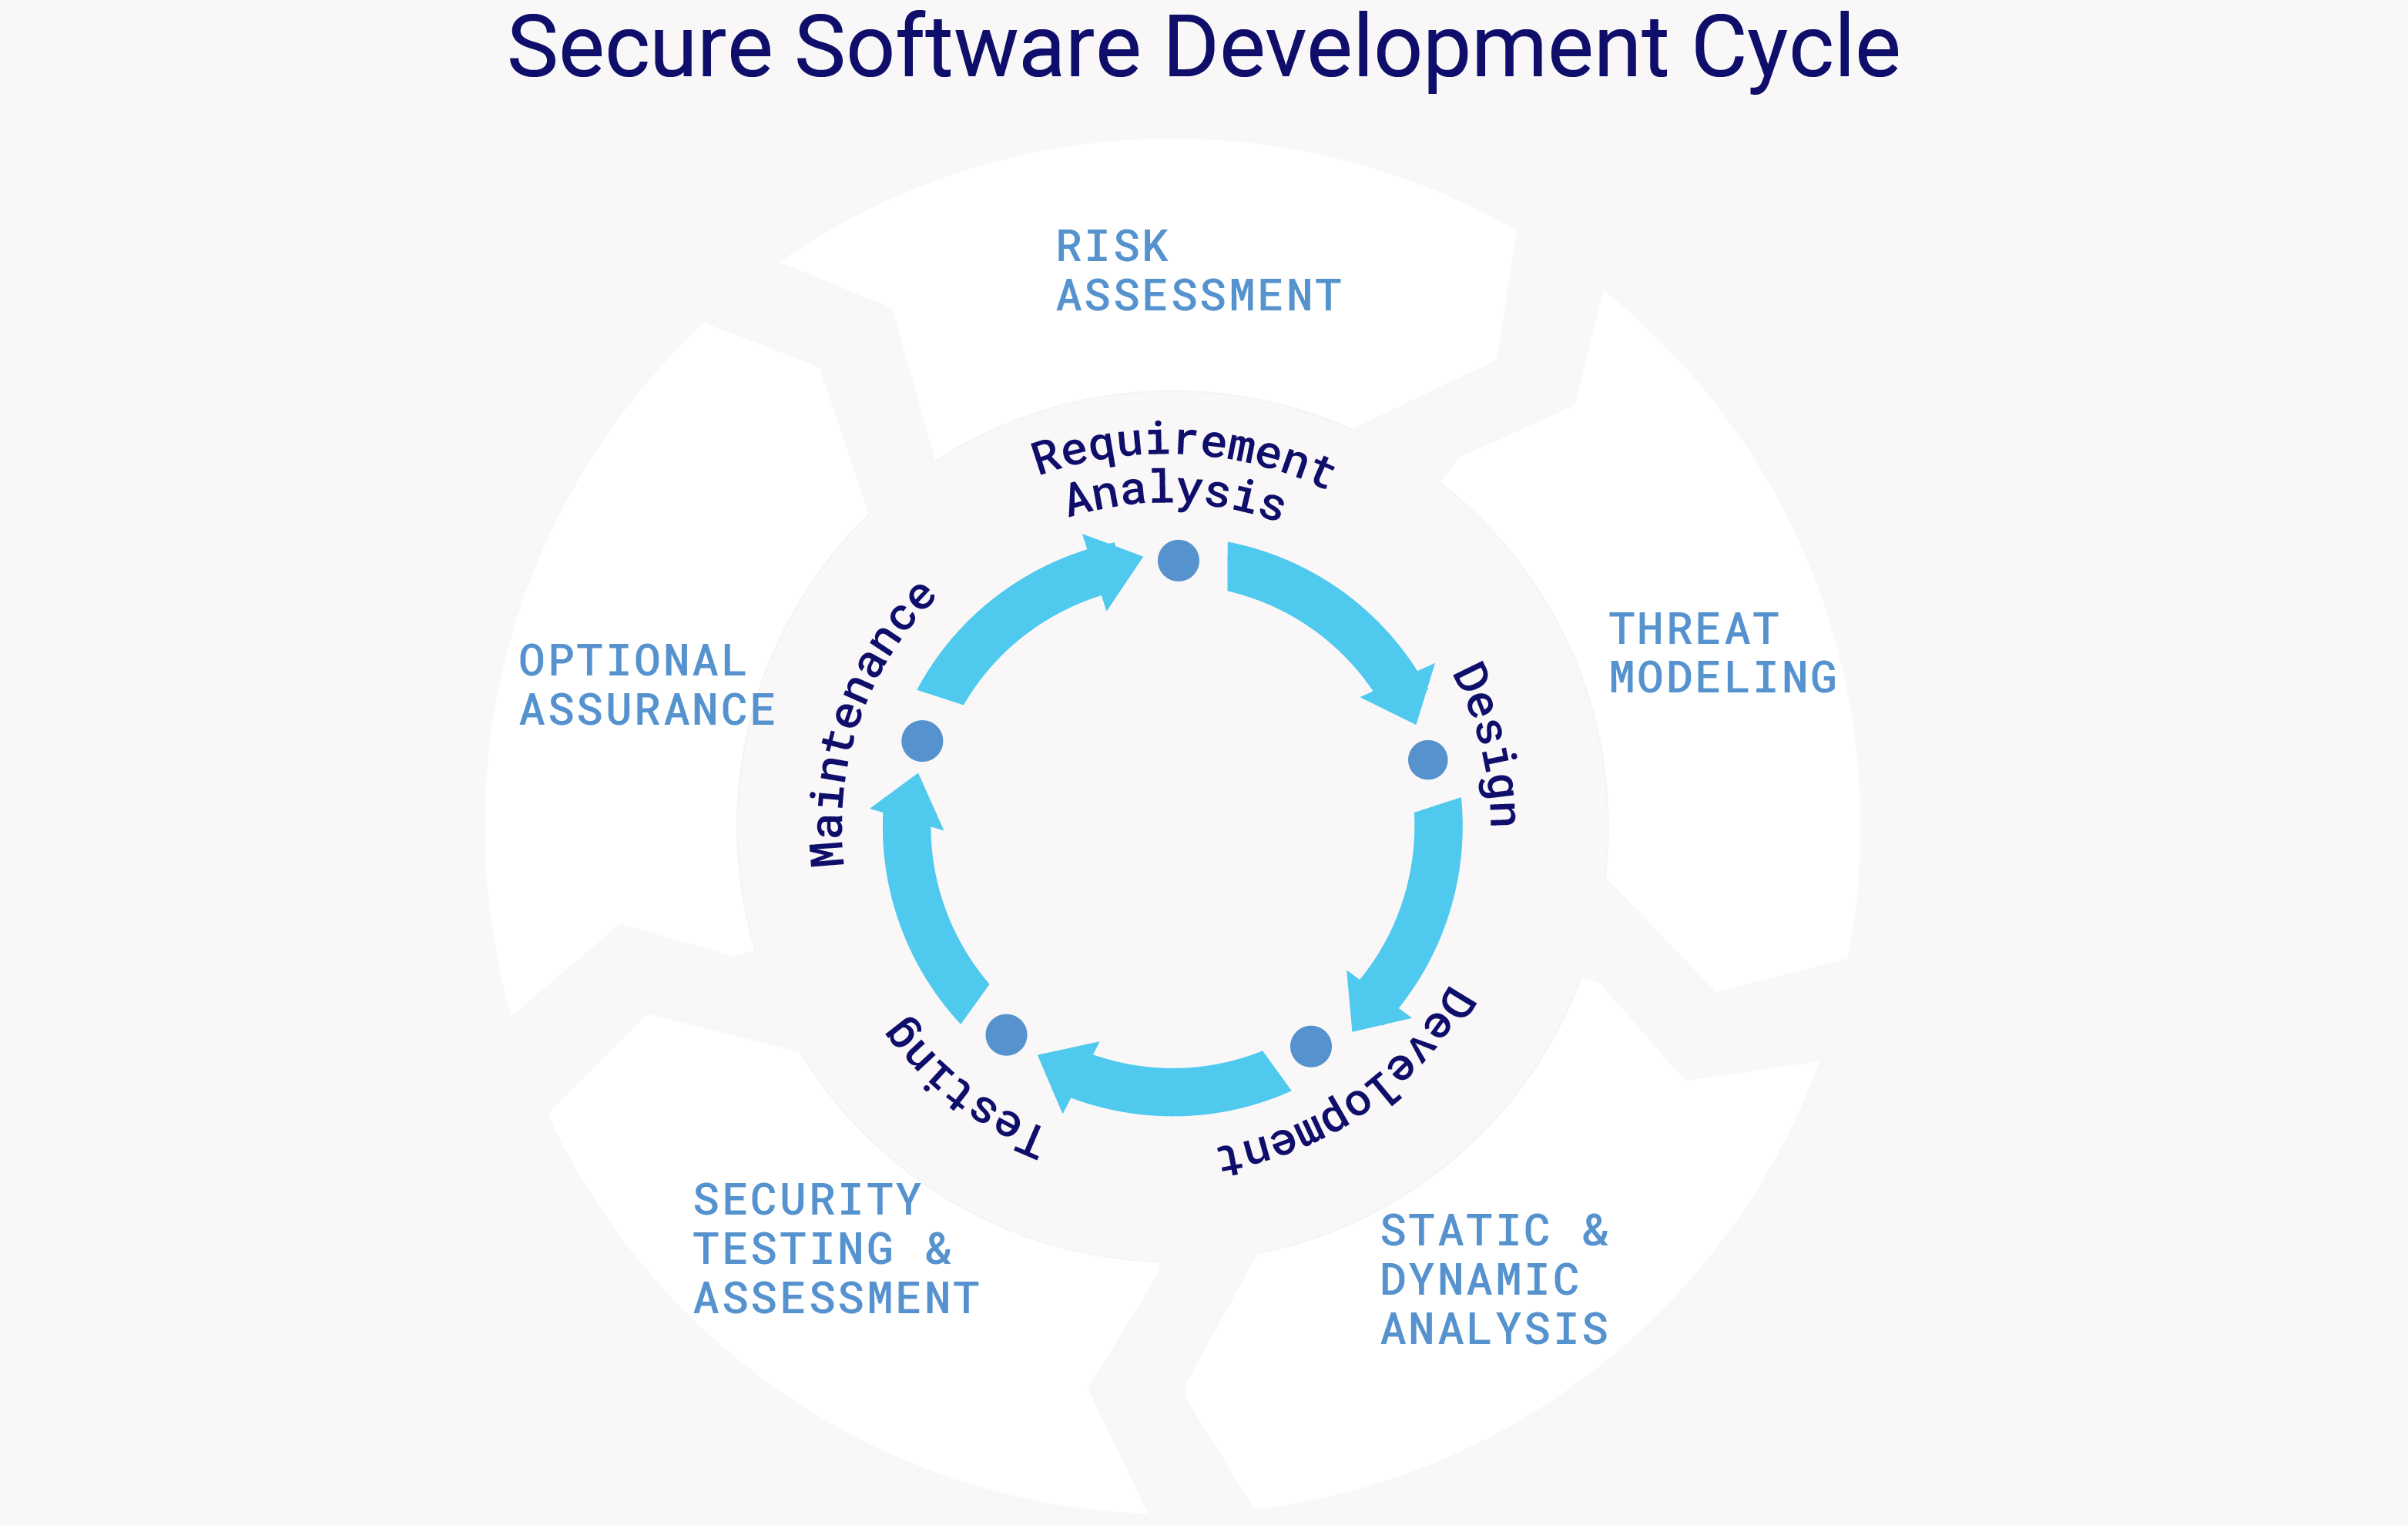 Secure Software Development Cycle
RISK
ASSESSMENT
Requirement
Analysis
THREAT
MODELING
Design
STATIC &
DYNAMIC
ANALYSIS
Development
SECURITY
TESTING &
ASSESSMENT
Testing
OPTIONAL
ASSURANCE
Maintenance